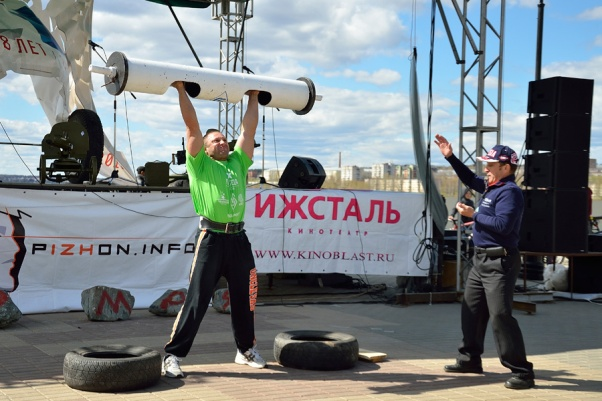 8 ЛЕТ
ИЖСТАЛЬ
КИНОТЕАТР
PIZHON.INFO
WWW.KINOBLAST.RU